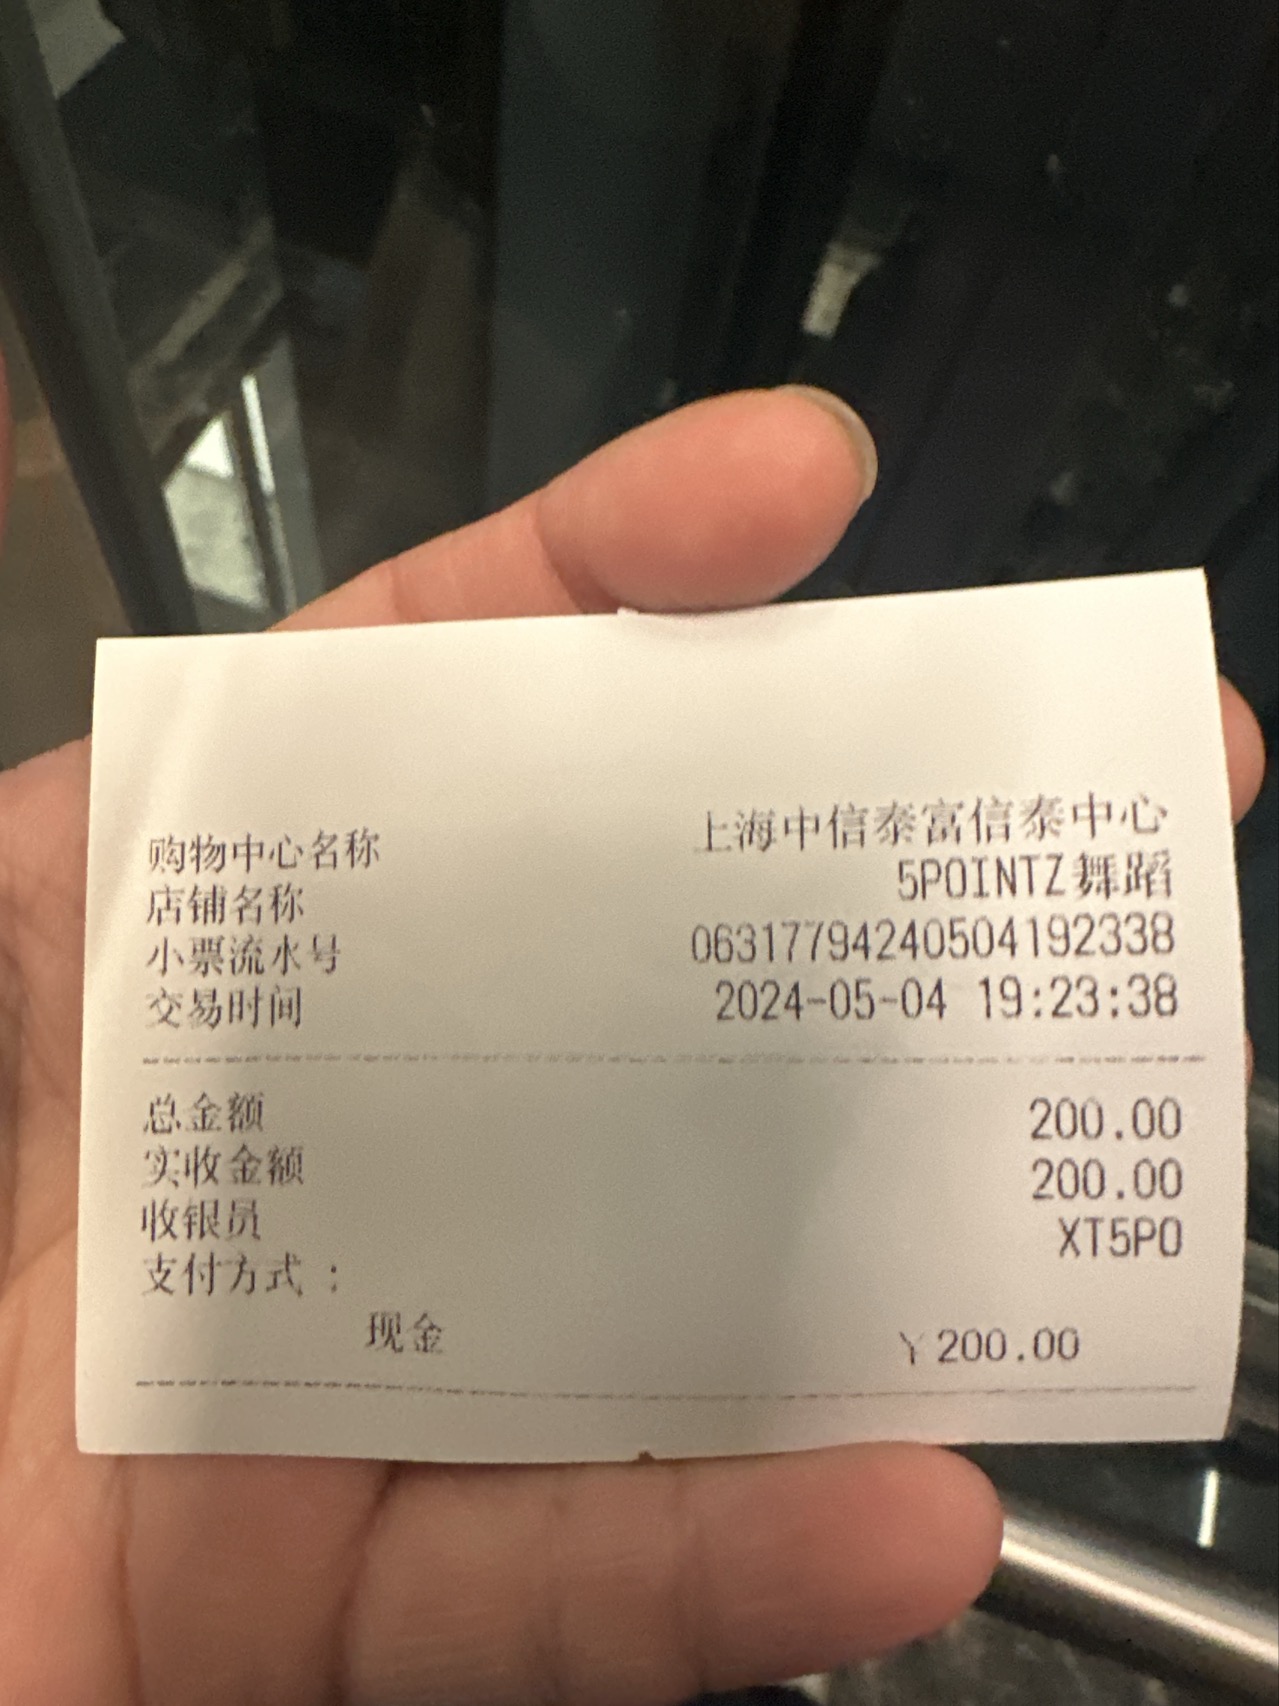 购物中心名称 上海中信泰富信泰中心
店铺名称 5POINTZ舞蹈
小票流水号 06317794240504192338
交易时间 2024-05-04 19:23:38
总金额 200.00
实收金额 200.00
收银员 XT5PO
支付方式 :
现金 ¥200.00